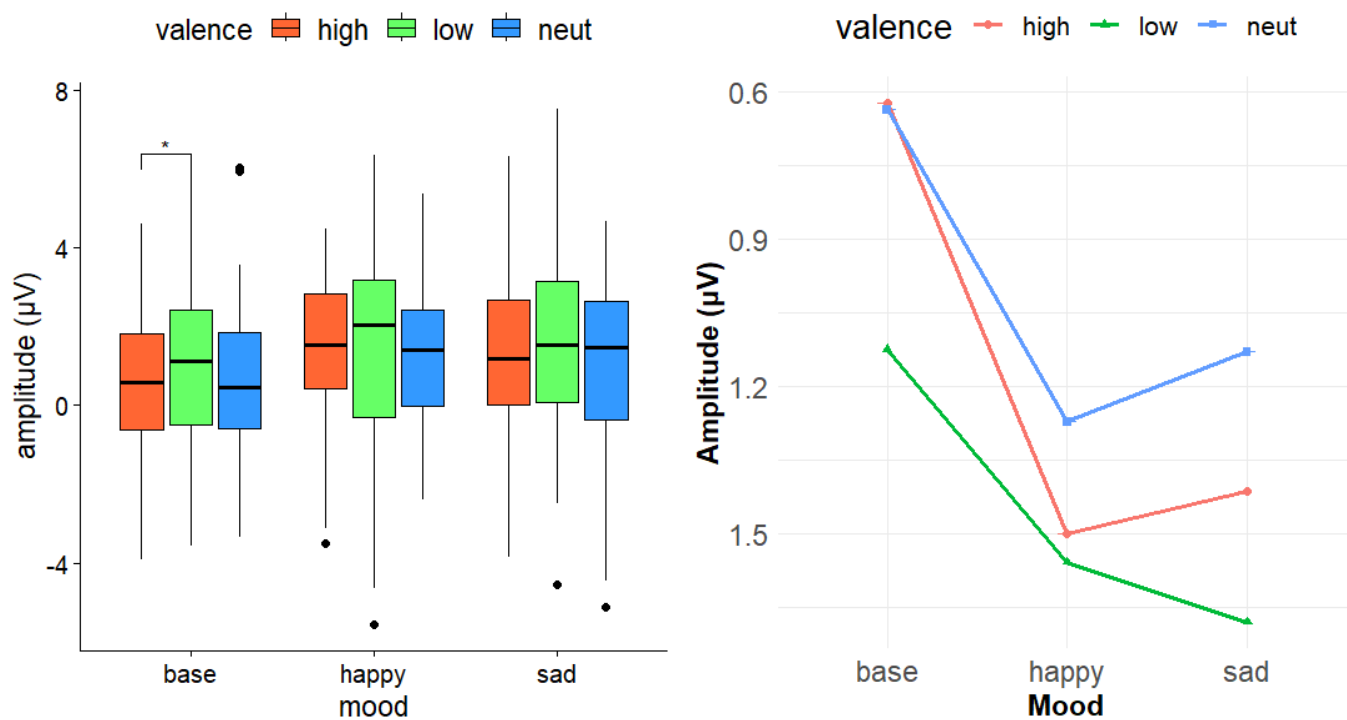 valence high low neut
8
4
0
-4
amplitude (µV)
*
base happy sad
mood
valence high low neut
0.6
0.9
1.2
1.5
Amplitude (µV)
base happy sad
Mood